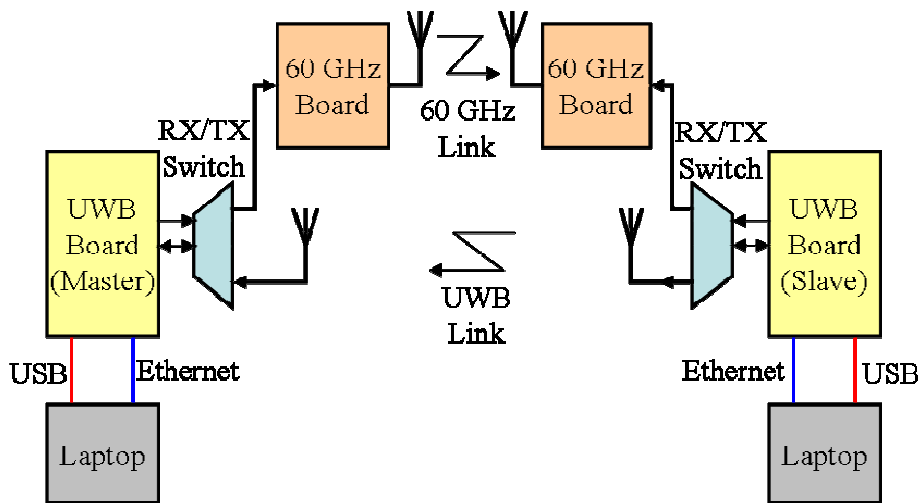 60 GHz
Board
60 GHz
Board
60 GHz
Link
RX/TX
Switch
RX/TX
Switch
UWB
Board
(Master)
UWB
Board
(Slave)
UWB
Link
USB
Ethernet
Ethernet
USB
Laptop
Laptop